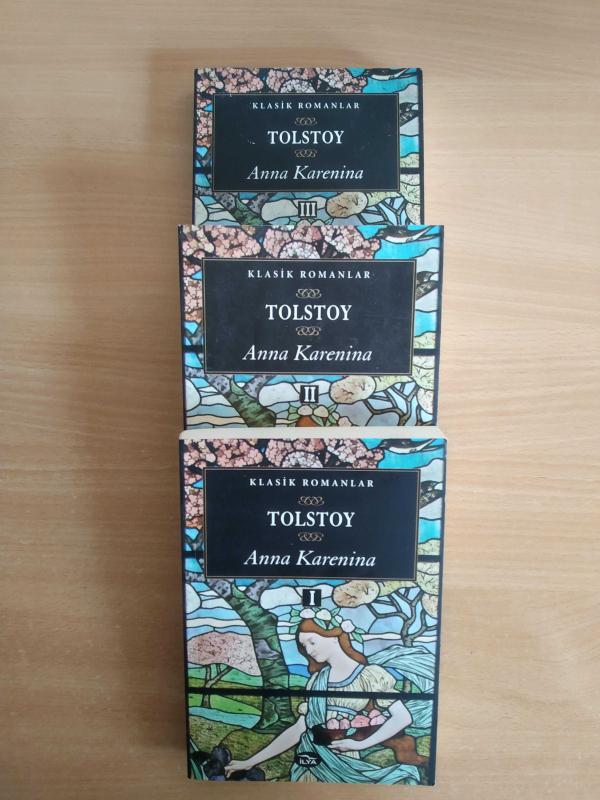 KLASİK ROMANLAR
TOLSTOY
Anna Karenina
III
KLASİK ROMANLAR
TOLSTOY
Anna Karenina
II
KLASİK ROMANLAR
TOLSTOY
Anna Karenina
I
İLYA